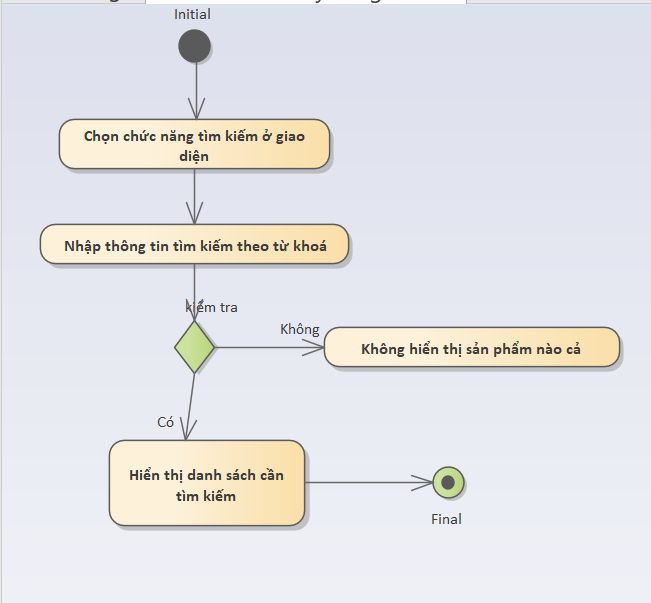 Initial
Chọn chức năng tìm kiếm ở giao
diện
Nhập thông tin tìm kiếm theo từ khoá
kiểm tra
Không
Không hiển thị sản phẩm nào cả
Có
Hiển thị danh sách cần
tìm kiếm
Final